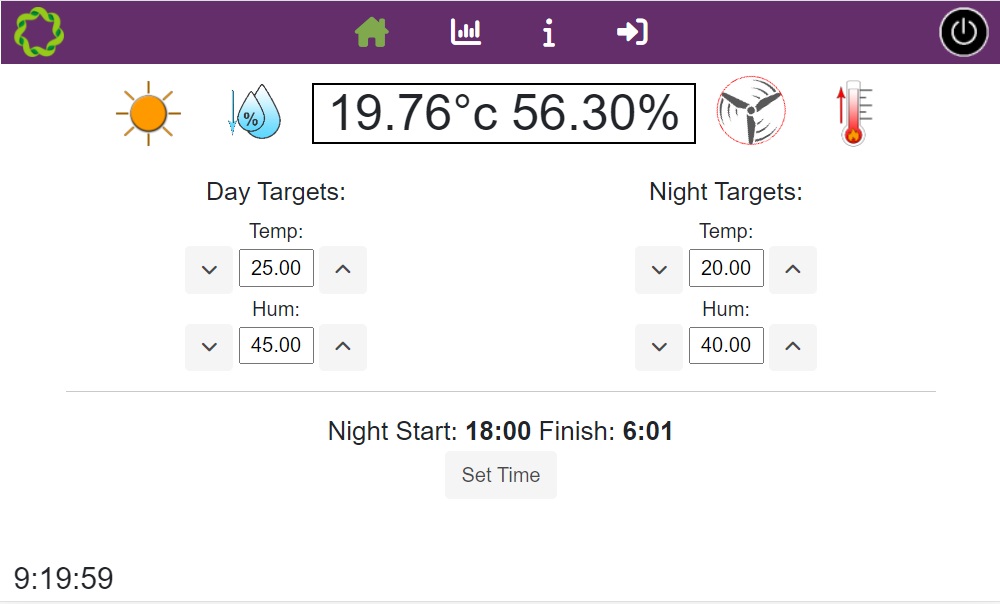 %
19.76°c 56.30%
Day Targets:
Temp:
25.00
Hum:
45.00
Night Targets:
Temp:
20.00
Hum:
40.00
Night Start: 18:00 Finish: 6:01
Set Time
9:19:59